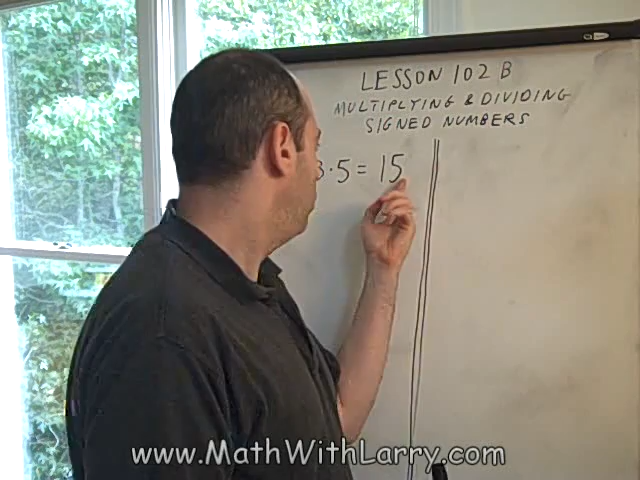 LESSON 102 B
MULTIPLYING & DIVIDING
SIGNED NUMBERS
3 · 5 = 15
www.MathWithLarry.com